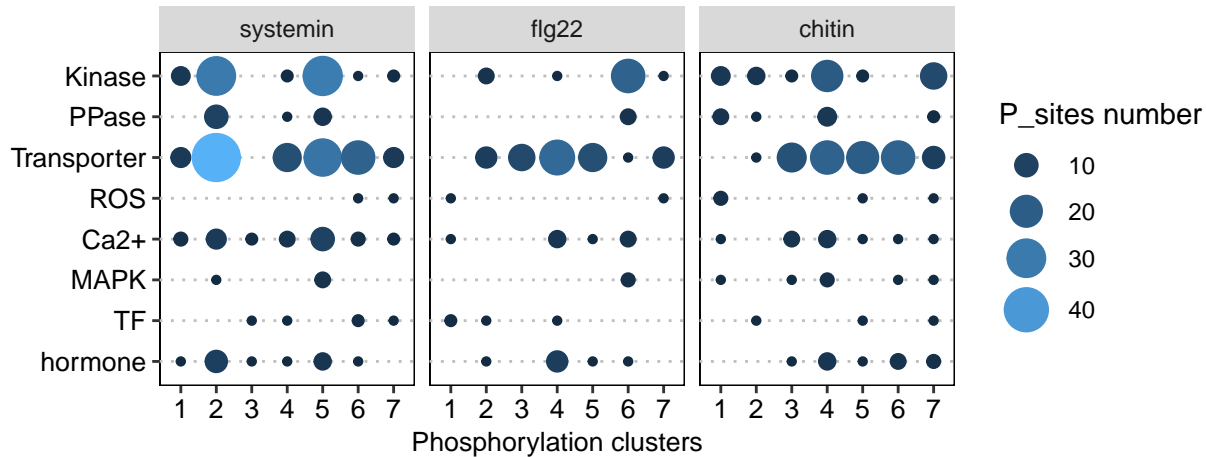 systemin flg22 chitin
Kinase
PPase
Transporter
ROS
Ca2+
MAPK
TF
hormone
1 2 3 4 5 6 7 1 2 3 4 5 6 7 1 2 3 4 5 6 7
Phosphorylation clusters
P_sites number
10
20
30
40